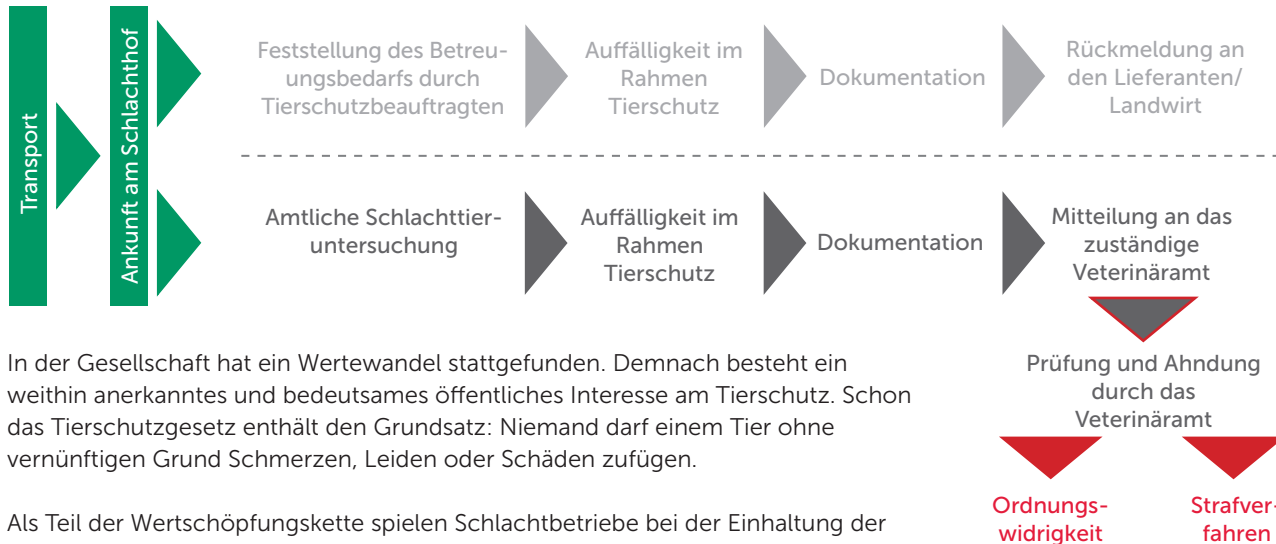 Transport
Ankunft am Schlachthof
Feststellung des Betreu-
ungsbedarfs durch
Tierschutzbeauftragten
Auffälligkeit im
Rahmen
Tierschutz
Dokumentation
Rückmeldung an
den Lieferanten/
Landwirt
Amtliche Schlachttier-
untersuchung
Auffälligkeit im
Rahmen
Tierschutz
Dokumentation
Mitteilung an das
zuständige
Veterinäramt
Prüfung und Ahndung
durch das
Veterinäramt
Ordnungs-
widrigkeit
Strafver-
fahren
In der Gesellschaft hat ein Wertewandel stattgefunden. Demnach besteht ein
weithin anerkanntes und bedeutsames öffentliches Interesse am Tierschutz. Schon
das Tierschutzgesetz enthält den Grundsatz: Niemand darf einem Tier ohne
vernünftigen Grund Schmerzen, Leiden oder Schäden zufügen.
Als Teil der Wertschöpfungskette spielen Schlachtbetriebe bei der Einhaltung der